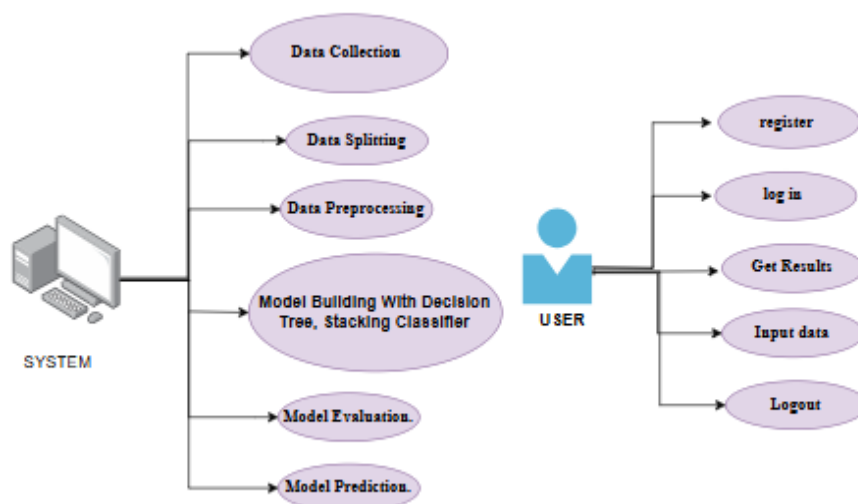 Data Collection
Data Splitting
Data Preprocessing
Model Building With Decision
Tree, Stacking Classifier
Model Evaluation.
Model Prediction.
SYSTEM
register
log in
Get Results
Input data
Logout
USER